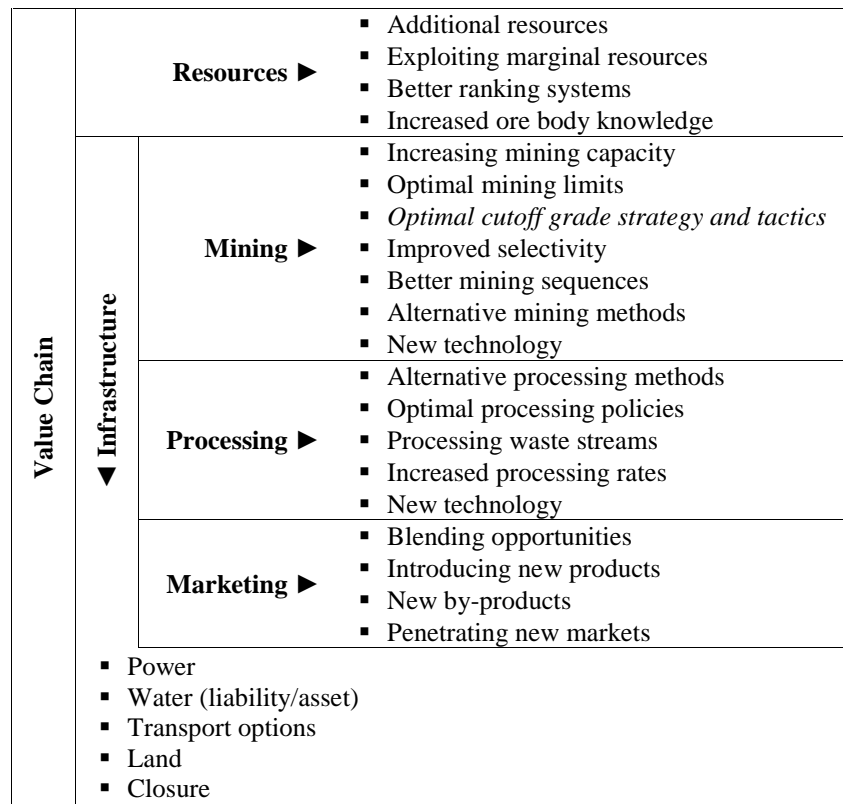 Value Chain
Resources ►
▪ Additional resources
▪ Exploiting marginal resources
▪ Better ranking systems
▪ Increased ore body knowledge
◄ Infrastructure
Mining ►
▪ Increasing mining capacity
▪ Optimal mining limits
▪ Optimal cutoff grade strategy and tactics
▪ Improved selectivity
▪ Better mining sequences
▪ Alternative mining methods
▪ New technology
Processing ►
▪ Alternative processing methods
▪ Optimal processing policies
▪ Processing waste streams
▪ Increased processing rates
▪ New technology
Marketing ►
▪ Blending opportunities
▪ Introducing new products
▪ New by-products
▪ Penetrating new markets
▪ Power
▪ Water (liability/asset)
▪ Transport options
▪ Land
▪ Closure